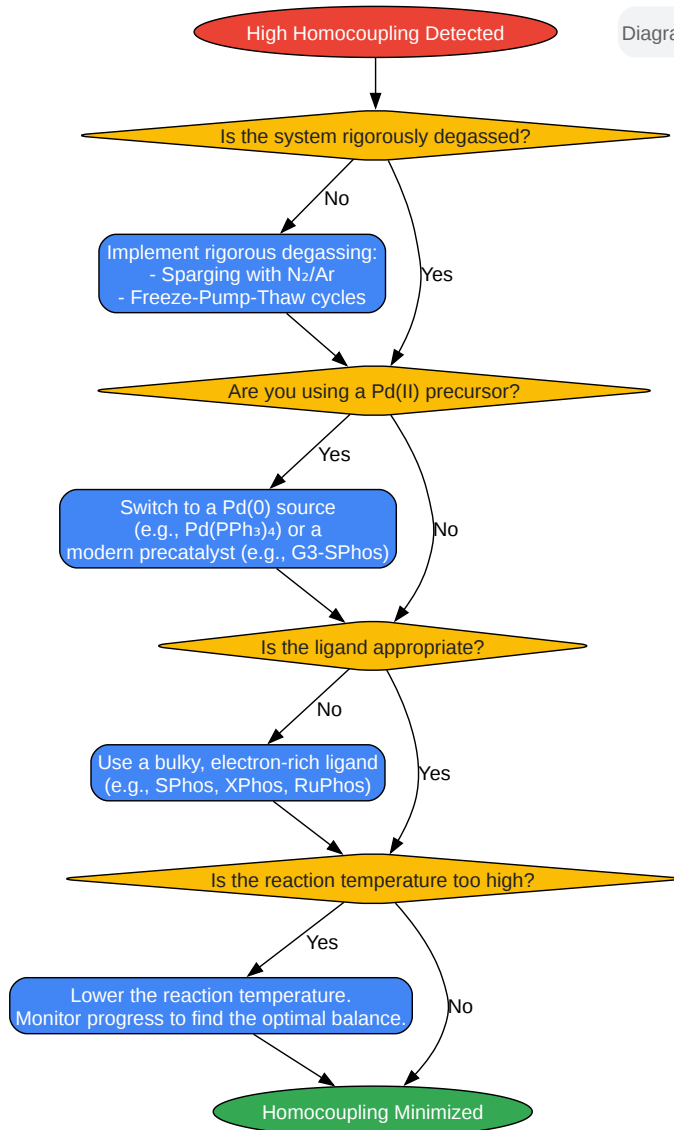 High Homocoupling Detected
Is the system rigorously degassed?
No
Implement rigorous degassing:
- Sparging with N₂/Ar
- Freeze-Pump-Thaw cycles
Yes
Are you using a Pd(II) precursor?
Yes
Switch to a Pd(0) source
(e.g., Pd(PPh₃)₄) or a
modern precatalyst (e.g., G3-SPhos)
No
Is the ligand appropriate?
No
Use a bulky, electron-rich ligand
(e.g., SPhos, XPhos, RuPhos)
Yes
Is the reaction temperature too high?
Yes
Lower the reaction temperature.
Monitor progress to find the optimal balance.
No
Homocoupling Minimized